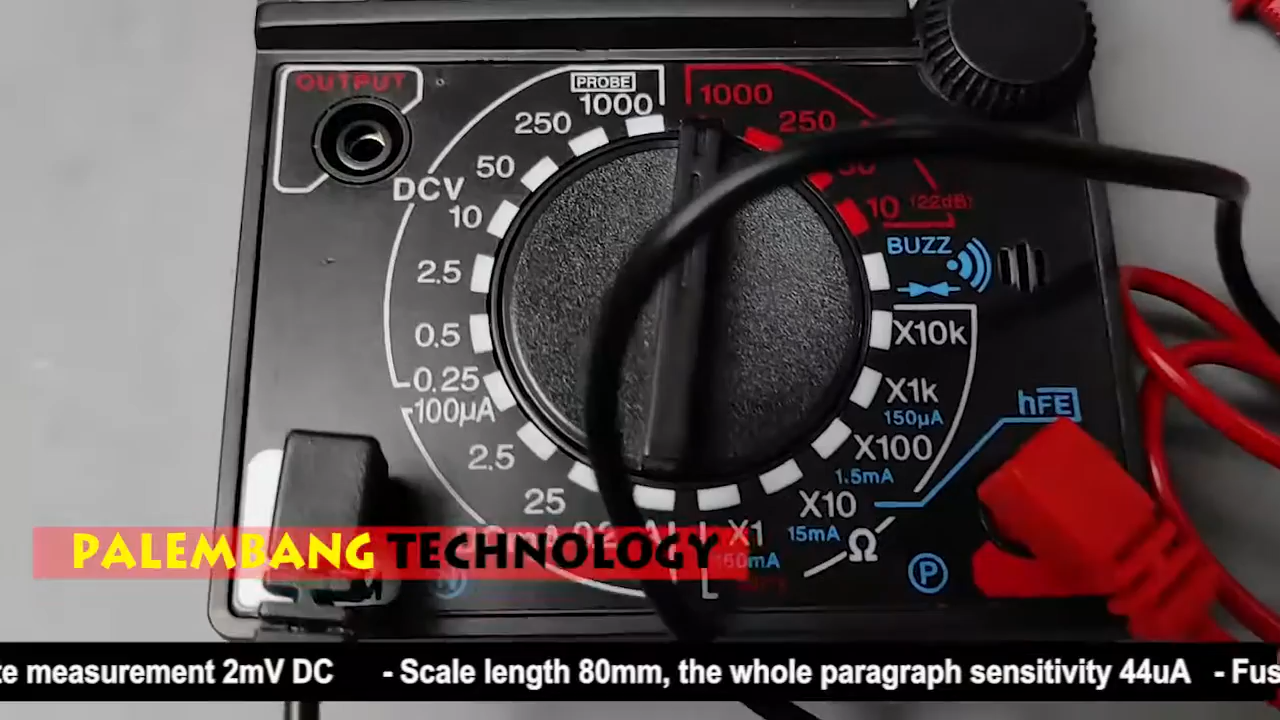 OUTPUT
PROBE
1000
1000
250
250
50
50
DCV
10
10
(22dB)
2.5
BUZZ
0.5
X10k
0.25
X1k
100µA
150µA
hFE
2.5
X100
1.5mA
25
X10
X1
15mA
Ω
150mA
P
PALEMBANG TECHNOLOGY
measurement 2mV DC - Scale length 80mm, the whole paragraph sensitivity 44uA - Fus